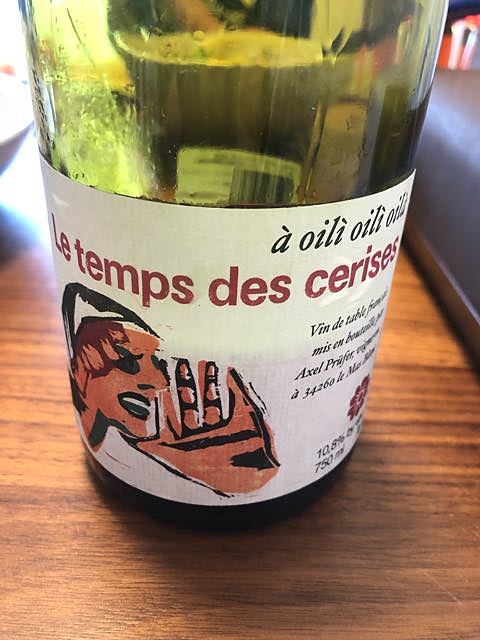 à oilì oilì oilà
Le temps des cerises
Vin de table français
mis en bouteille par
Axel Prüfer, vigneron
à 34260 le Mas Blanc
10,8%
750 ml